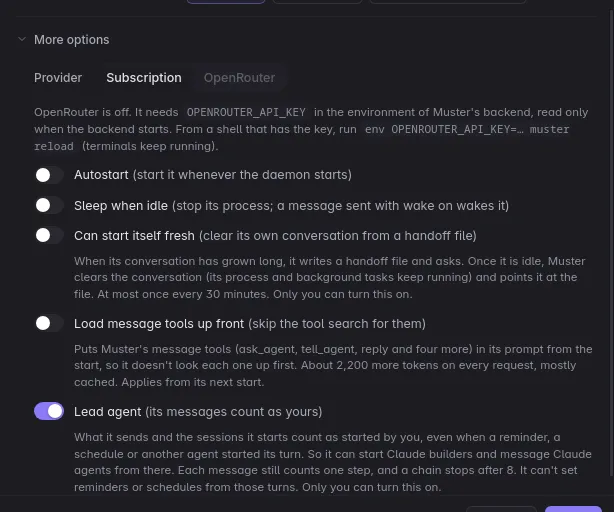 More options
Provider Subscription OpenRouter
OpenRouter is off. It needs OPENROUTER_API_KEY in the environment of Muster's backend, read only
when the backend starts. From a shell that has the key, run env OPENROUTER_API_KEY=… muster
reload (terminals keep running).
Autostart (start it whenever the daemon starts)
Sleep when idle (stop its process; a message sent with wake on wakes it)
Can start itself fresh (clear its own conversation from a handoff file)
When its conversation has grown long, it writes a handoff file and asks. Once it is idle, Muster
clears the conversation (its process and background tasks keep running) and points it at the
file. At most once every 30 minutes. Only you can turn this on.
Load message tools up front (skip the tool search for them)
Puts Muster's message tools (ask_agent, tell_agent, reply and four more) in its prompt from the
start, so it doesn't look each one up first. About 2,200 more tokens on every request, mostly
cached. Applies from its next start.
Lead agent (its messages count as yours)
What it sends and the sessions it starts count as started by you, even when a reminder, a
schedule or another agent started its turn. So it can start Claude builders and message Claude
agents from there. Each message still counts one step, and a chain stops after 8. It can't set
reminders or schedules from those turns. Only you can turn this on.